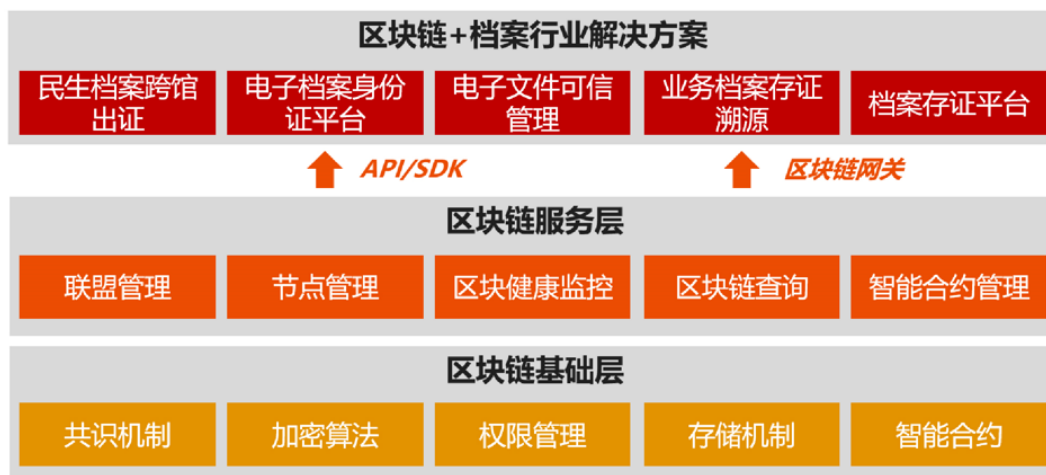 区块链+档案行业解决方案
民生档案跨馆
出证
电子档案身份
证平台
电子文件可信
管理
业务档案存证
溯源
档案存证平台
API/SDK
区块链网关
区块链服务层
联盟管理
节点管理
区块健康监控
区块链查询
智能合约管理
区块链基础层
共识机制
加密算法
权限管理
存储机制
智能合约